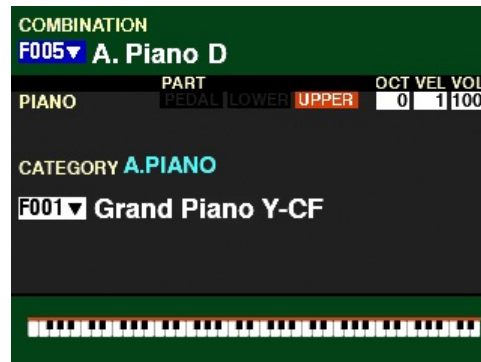 COMBINATION
F005▼ A. Piano D
PART OCT VEL VOL
PIANO PEDAL LOWER UPPER 0 1 100
CATEGORY A.PIANO
F001▼ Grand Piano Y-CF